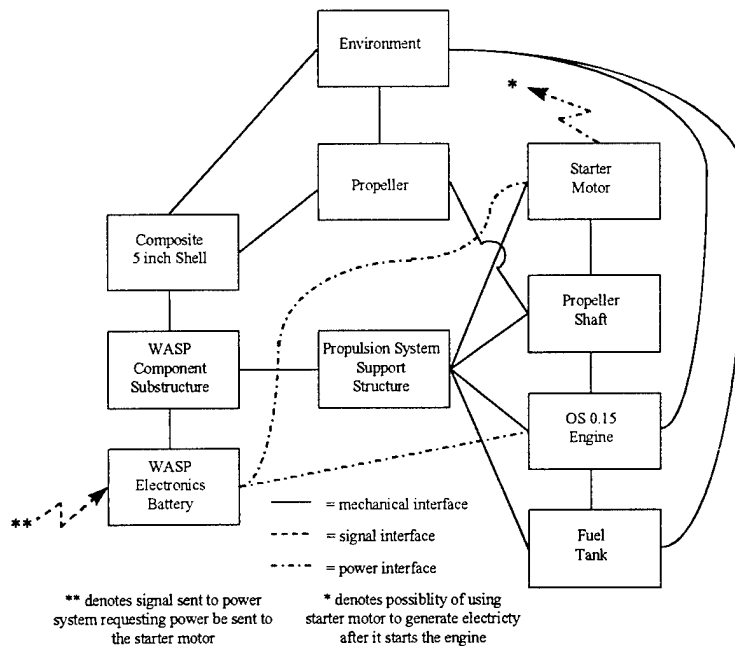 Environment
*
Propeller
Starter
Motor
Composite
5 inch Shell
Propeller
Shaft
WASP
Component
Substructure
Propulsion System
Support
Structure
OS 0.15
Engine
WASP
Electronics
Battery
**
= mechanical interface
= signal interface
= power interface
Fuel
Tank
** denotes signal sent to power
system requesting power be sent to
the starter motor
* denotes possiblity of using
starter motor to generate electricty
after it starts the engine